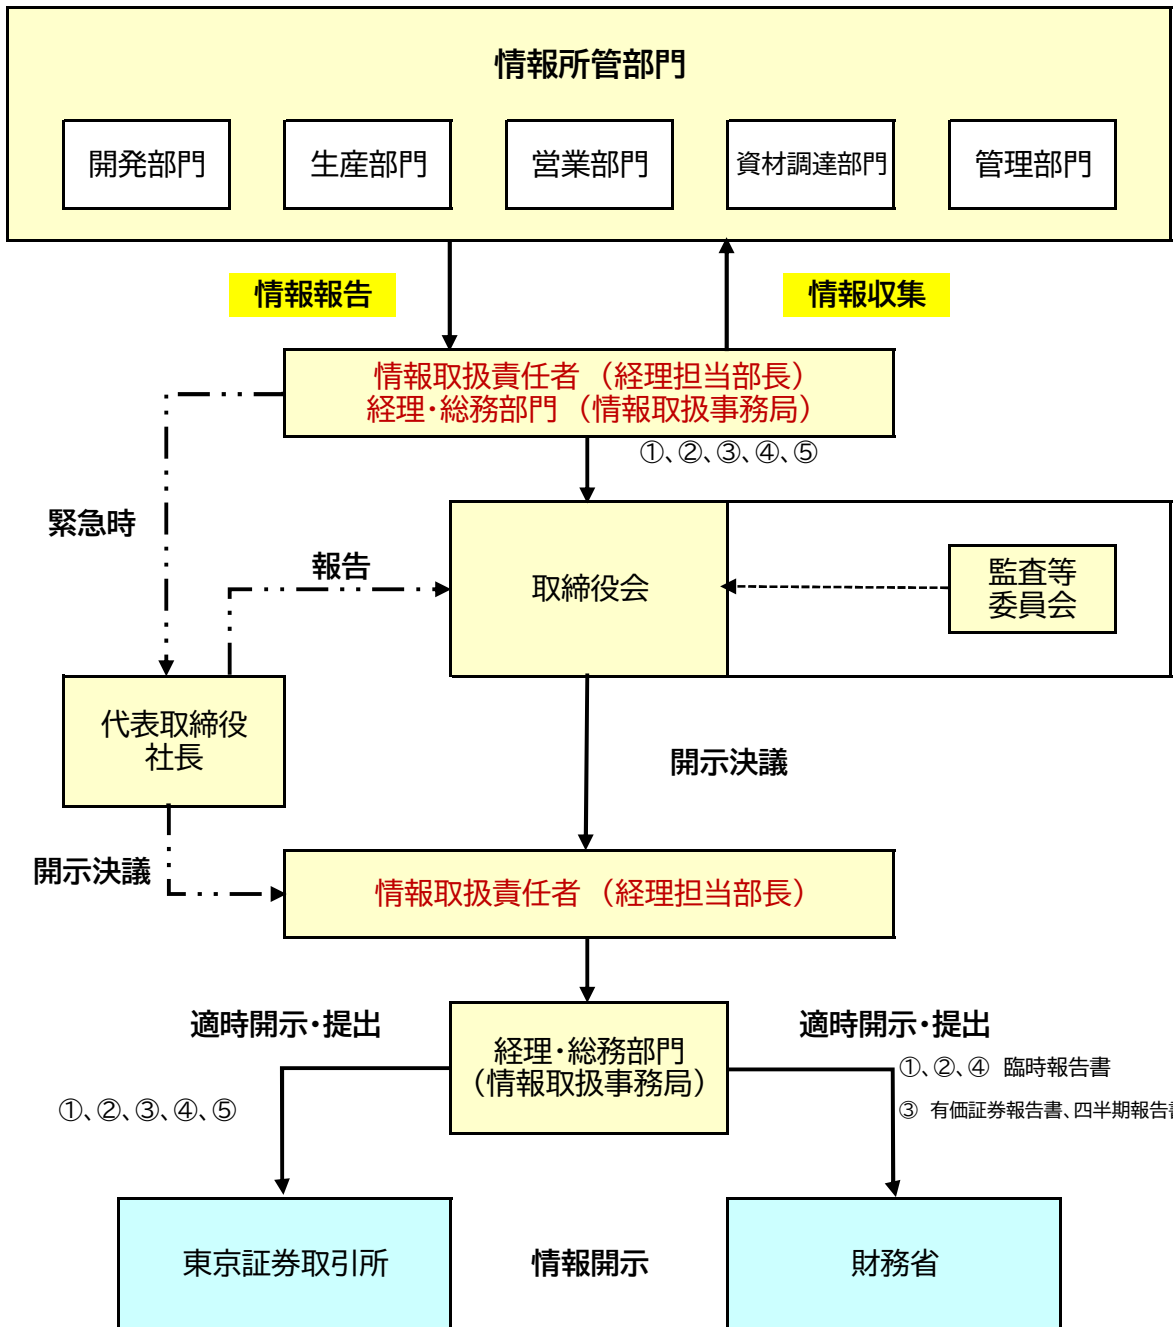 情報所管部門
開発部門
生産部門
営業部門
資材調達部門
管理部門
情報報告
情報収集
情報取扱責任者（経理担当部長）
経理・総務部門（情報取扱事務局）
①、②、③、④、⑤
緊急時
報告
取締役会
監査等
委員会
代表取締役
社長
開示決議
開示決議
情報取扱責任者（経理担当部長）
適時開示・提出
適時開示・提出
経理・総務部門
（情報取扱事務局）
①、②、④ 臨時報告書
①、②、③、④、⑤
③ 有価証券報告書、四半期報告書
東京証券取引所
情報開示
財務省